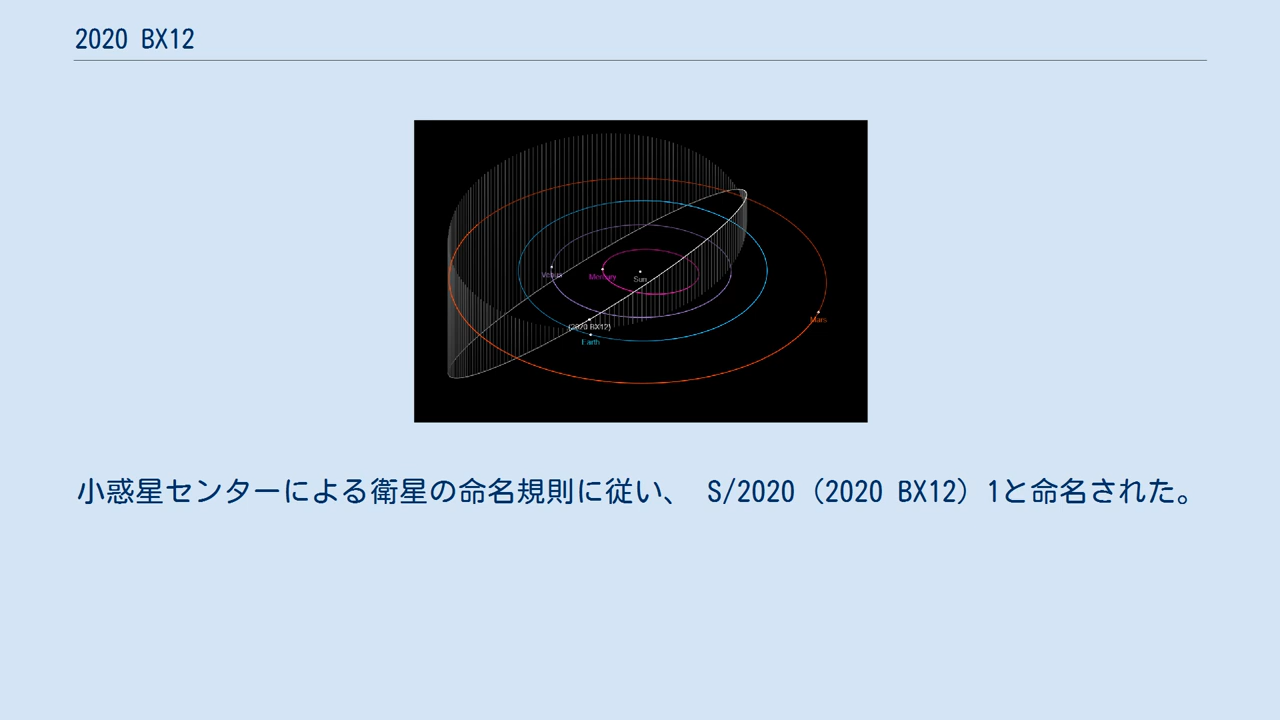 2020 BX12
Venus
Mercury
Sun
(2020 BX12)
Mars
Earth
小惑星センターによる衛星の命名規則に従い、 S/2020（2020 BX12）1と命名された。